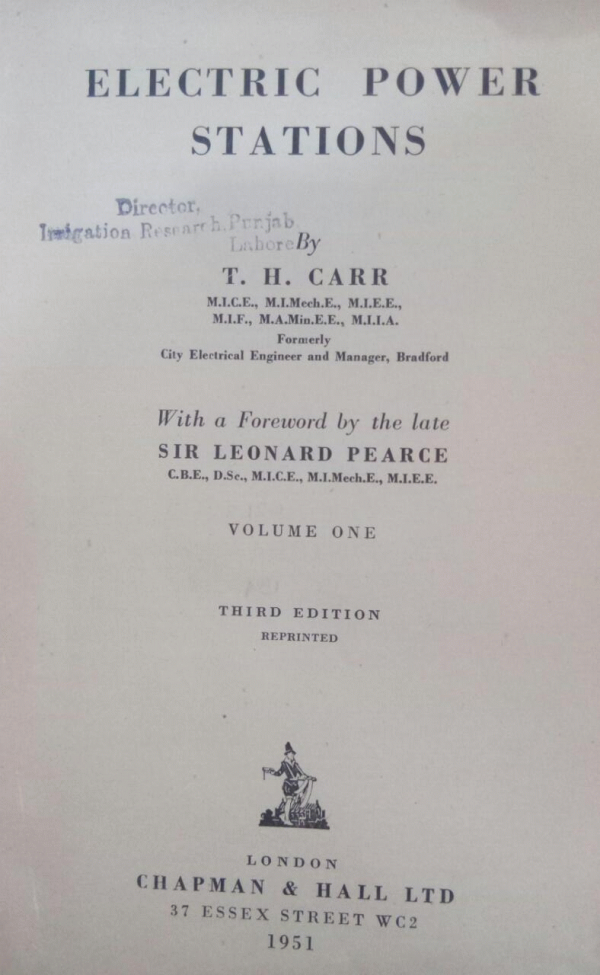 ELECTRIC POWER
STATIONS
Director,
Irrigation Research, Punjab
Lahore
By
T. H. CARR
M.I.C.E., M.I.Mech.E., M.I.E.E.,
M.I.F., M.A.Min.E.E., M.I.I.A.
Formerly
City Electrical Engineer and Manager, Bradford
With a Foreword by the late
SIR LEONARD PEARCE
C.B.E., D.Sc., M.I.C.E., M.I.Mech.E., M.I.E.E.
VOLUME ONE
THIRD EDITION
REPRINTED
LONDON
CHAPMAN & HALL LTD
37 ESSEX STREET WC2
1951